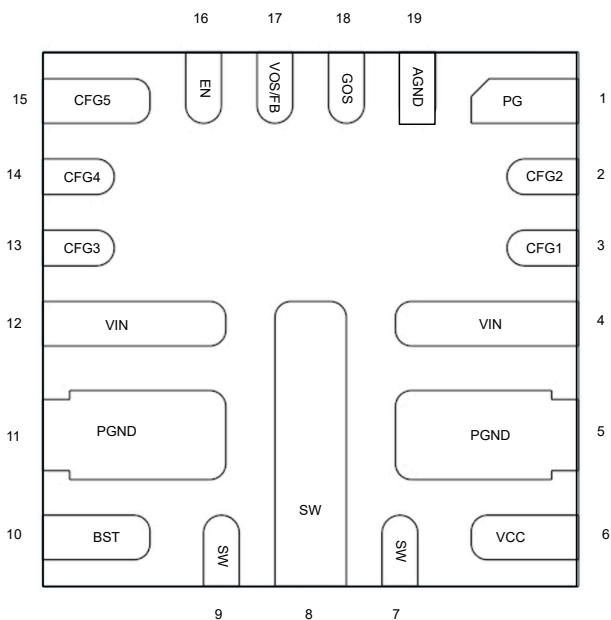 16 17 18 19
EN VOS/FB GOS AGND
15 CFG5 PG 1
14 CFG4 CFG2 2
13 CFG3 CFG1 3
12 VIN VIN 4
11 PGND PGND 5
SW
10 BST SW SW VCC 6
9 8 7